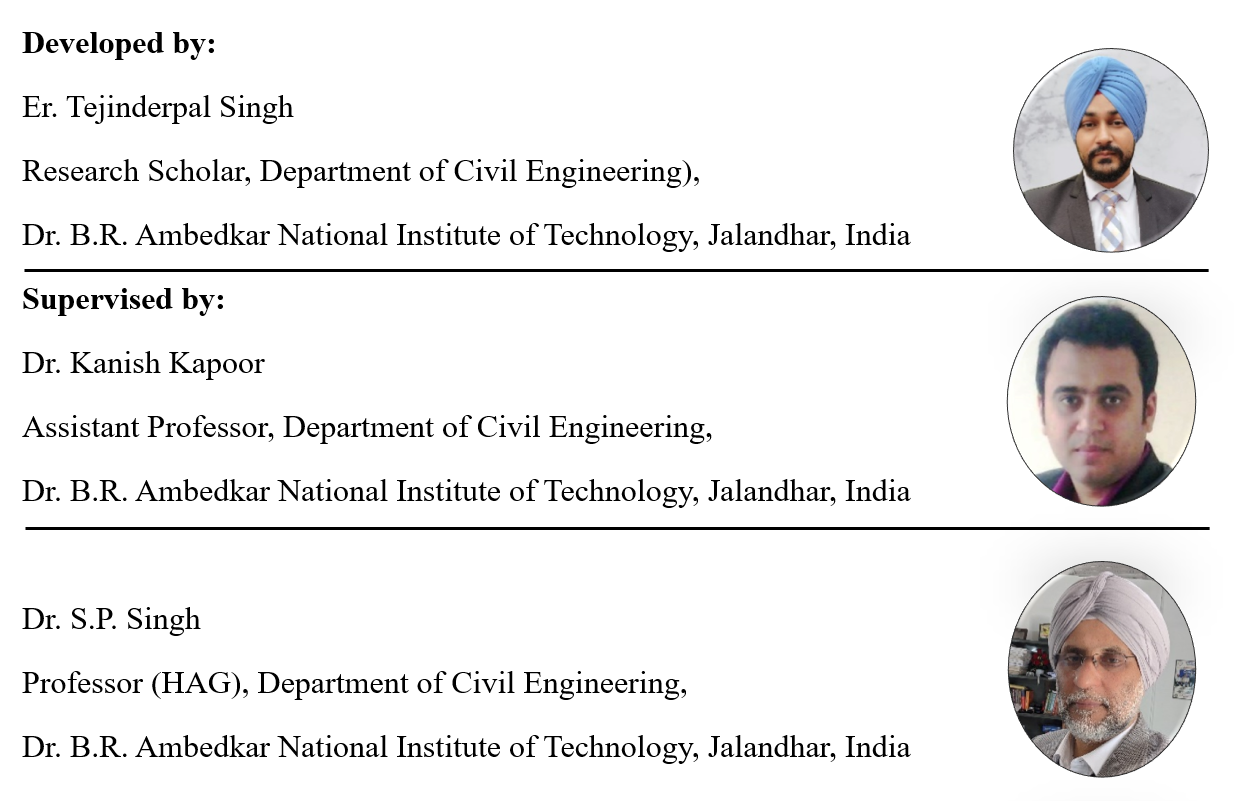 Developed by:
Er. Tejinderpal Singh
Research Scholar, Department of Civil Engineering),
Dr. B.R. Ambedkar National Institute of Technology, Jalandhar, India
Supervised by:
Dr. Kanish Kapoor
Assistant Professor, Department of Civil Engineering,
Dr. B.R. Ambedkar National Institute of Technology, Jalandhar, India
Dr. S.P. Singh
Professor (HAG), Department of Civil Engineering,
Dr. B.R. Ambedkar National Institute of Technology, Jalandhar, India